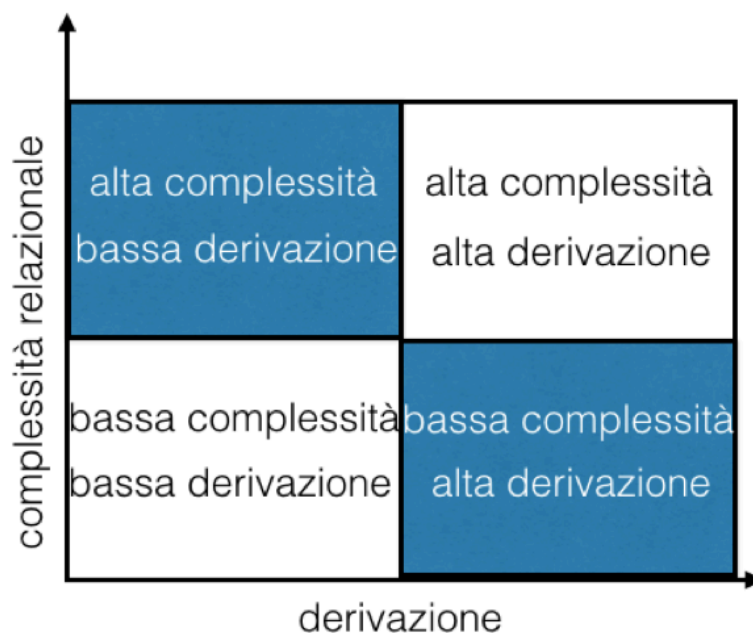 complessità relazionale
alta complessità
bassa derivazione
alta complessità
alta derivazione
bassa complessità
bassa derivazione
bassa complessità
alta derivazione
derivazione